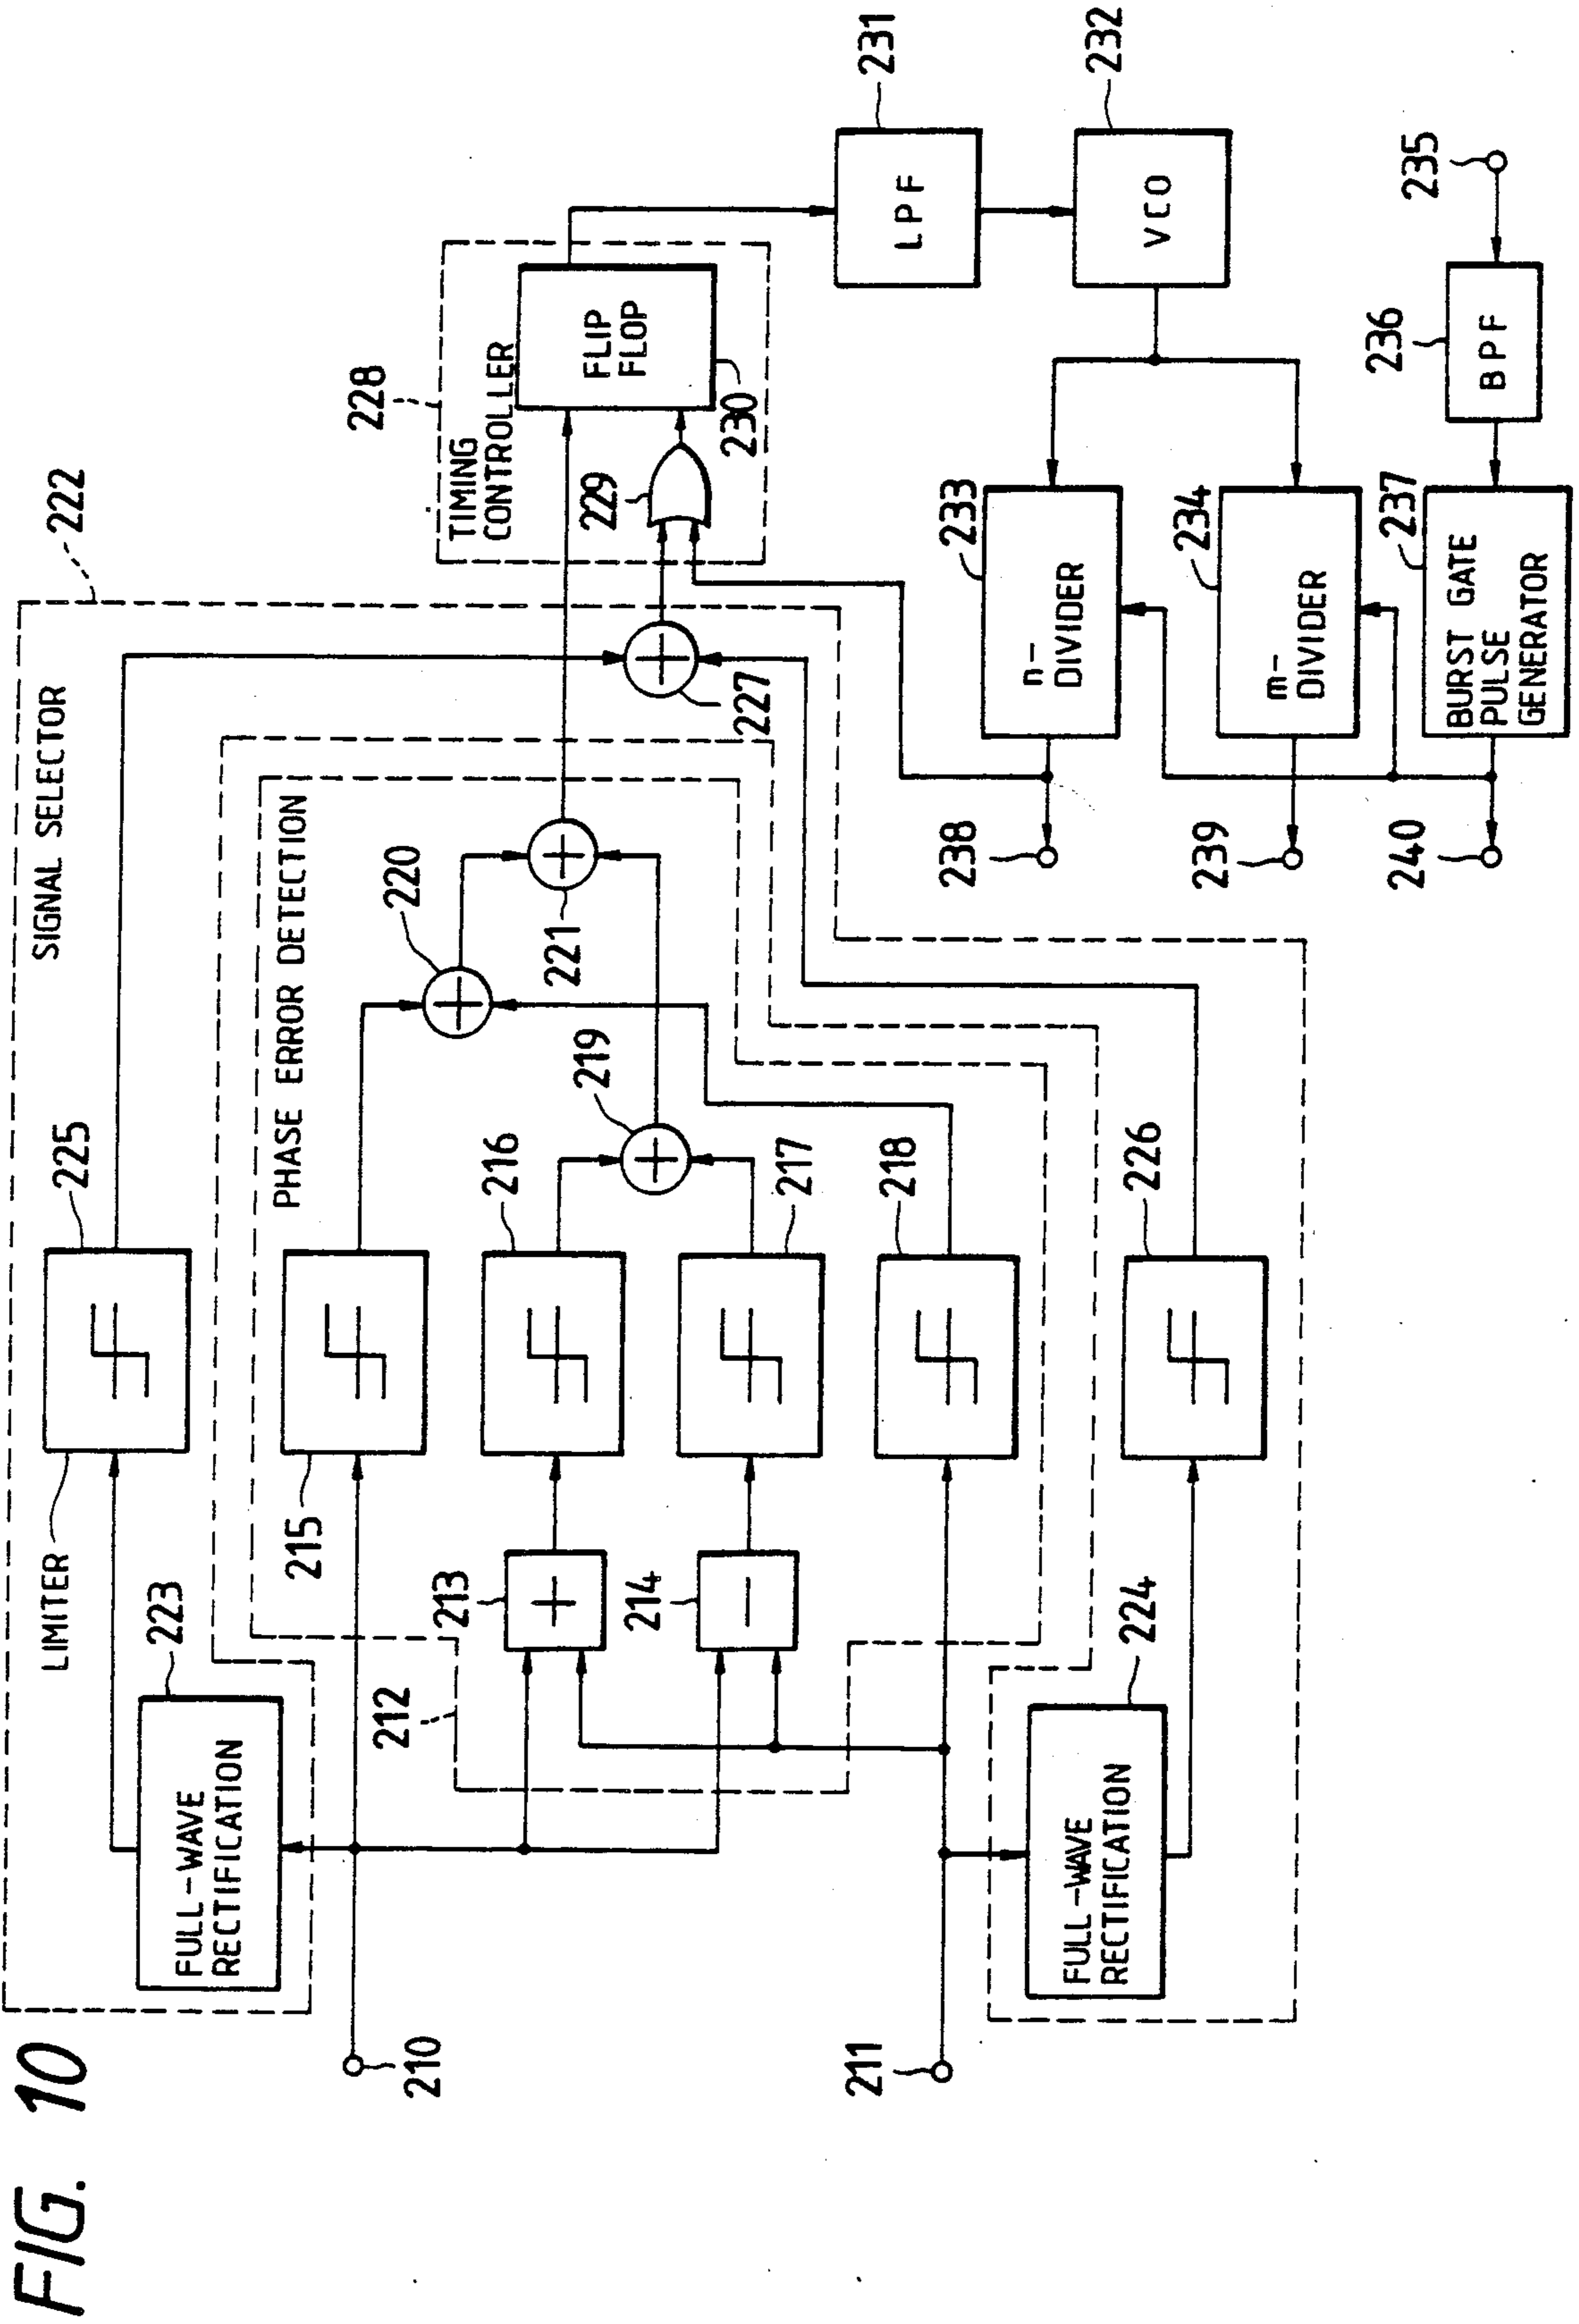 FIG. 10
SIGNAL SELECTOR
222
LIMITER
225
223
FULL-WAVE
RECTIFICATION
PHASE ERROR DETECTION
215
220
210
212
213
+
216
221
219
214
−
217
218
211
224
FULL-WAVE
RECTIFICATION
226
227
228
TIMING
CONTROLLER
229
FLIP
FLOP
230
231
LPF
232
VCO
233
n-
DIVIDER
234
m-
DIVIDER
235
236
BPF
237
BURST GATE
PULSE
GENERATOR
238
239
240